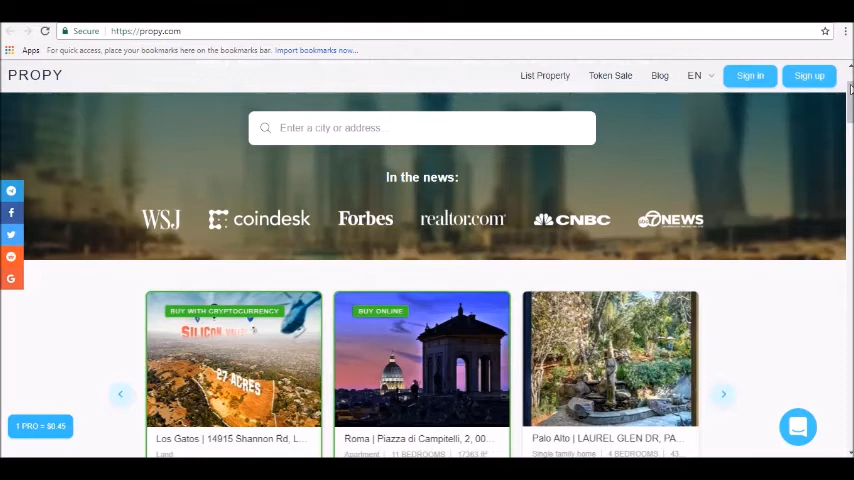 Secure https://propy.com
Apps For quick access, place your bookmarks here on the bookmarks bar. Import bookmarks now...
PROPY List Property Token Sale Blog EN Sign in Sign up
Enter a city or address...
In the news:
WSJ coindesk Forbes realtor.com CNBC 7NEWS
BUY WITH CRYPTOCURRENCY BUY ONLINE
SILICON VALLEY
27 ACRES
1 PRO = $0.45
Los Gatos | 14915 Shannon Rd, L... Roma | Piazza di Campitelli, 2, 00... Palo Alto | LAUREL GLEN DR, PA...
Land Apartment | 11 BEDROOMS | 17363 ft² Single family home | 4 BEDROOMS | 43